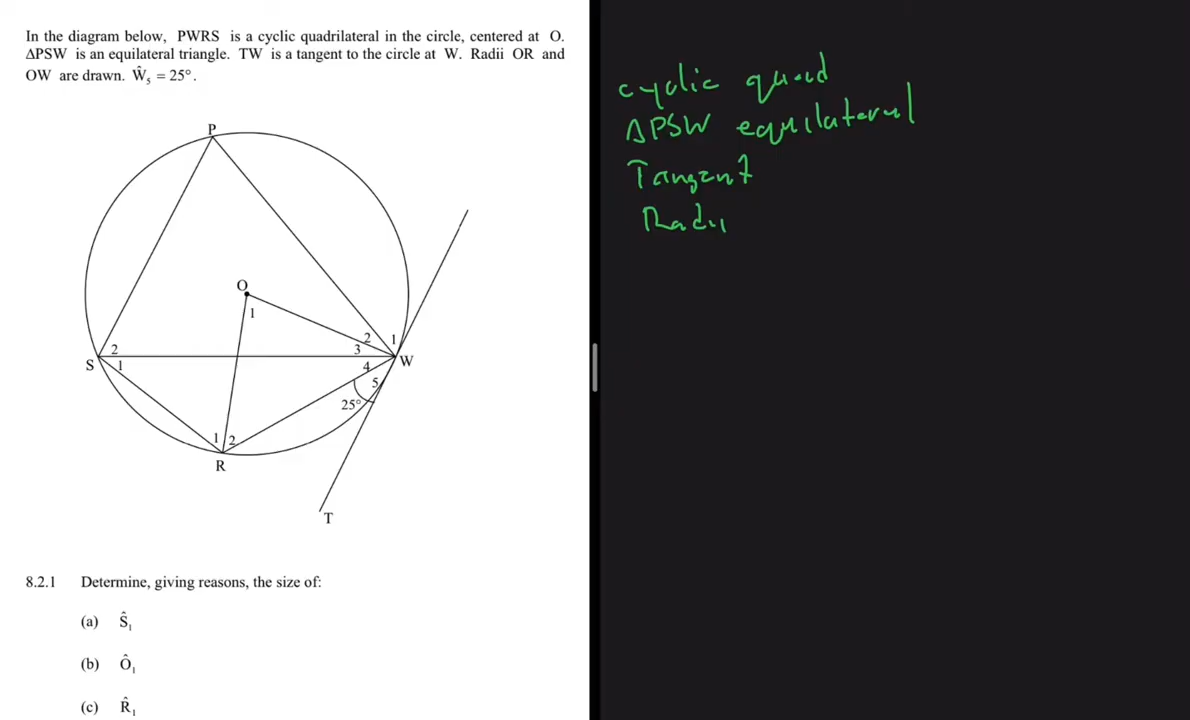 In the diagram below, PWRS is a cyclic quadrilateral in the circle, centered at O.
ΔPSW is an equilateral triangle. TW is a tangent to the circle at W. Radii OR and
OW are drawn. Ŵ₅ = 25°.
cyclic quad
ΔPSW equilateral
Tangent
Radii
P
O
1
2
1
3
2
S
1
W
4
5
25°
1
2
R
T
8.2.1 Determine, giving reasons, the size of:
(a) Ŝ₁
(b) Ô₁
(c) R̂₁